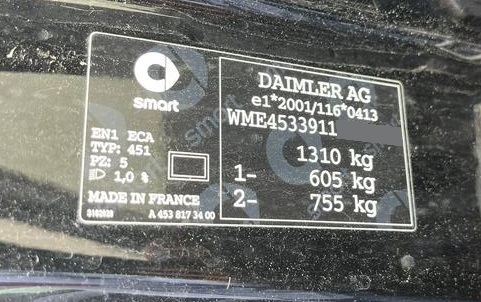 smart
EN1 ECA
TYP: 451
PZ: 5
1,0 %
MADE IN FRANCE
A 453 817 34 00
DAIMLER AG
e1*2001/116*0413
WME4533911
1310 kg
1- 605 kg
2- 755 kg